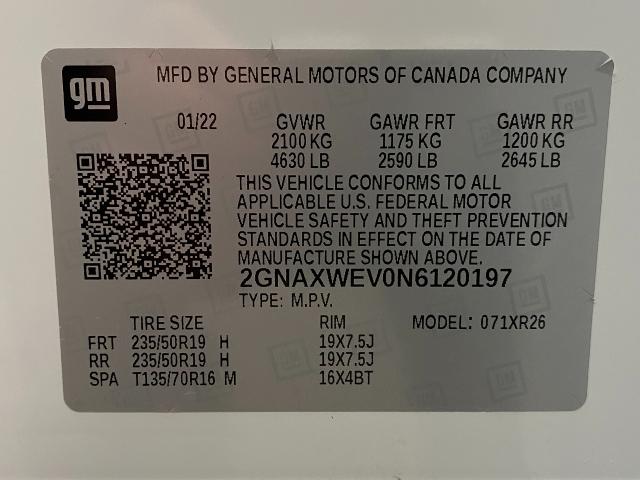 gm
MFD BY GENERAL MOTORS OF CANADA COMPANY
01/22 GVWR GAWR FRT GAWR RR
2100 KG 1175 KG 1200 KG
4630 LB 2590 LB 2645 LB
THIS VEHICLE CONFORMS TO ALL
APPLICABLE U.S. FEDERAL MOTOR
VEHICLE SAFETY AND THEFT PREVENTION
STANDARDS IN EFFECT ON THE DATE OF
MANUFACTURE SHOWN ABOVE.
2GNAXWEV0N6120197
TYPE: M.P.V.
TIRE SIZE RIM MODEL: 071XR26
FRT 235/50R19 H 19X7.5J
RR 235/50R19 H 19X7.5J
SPA T135/70R16 M 16X4BT